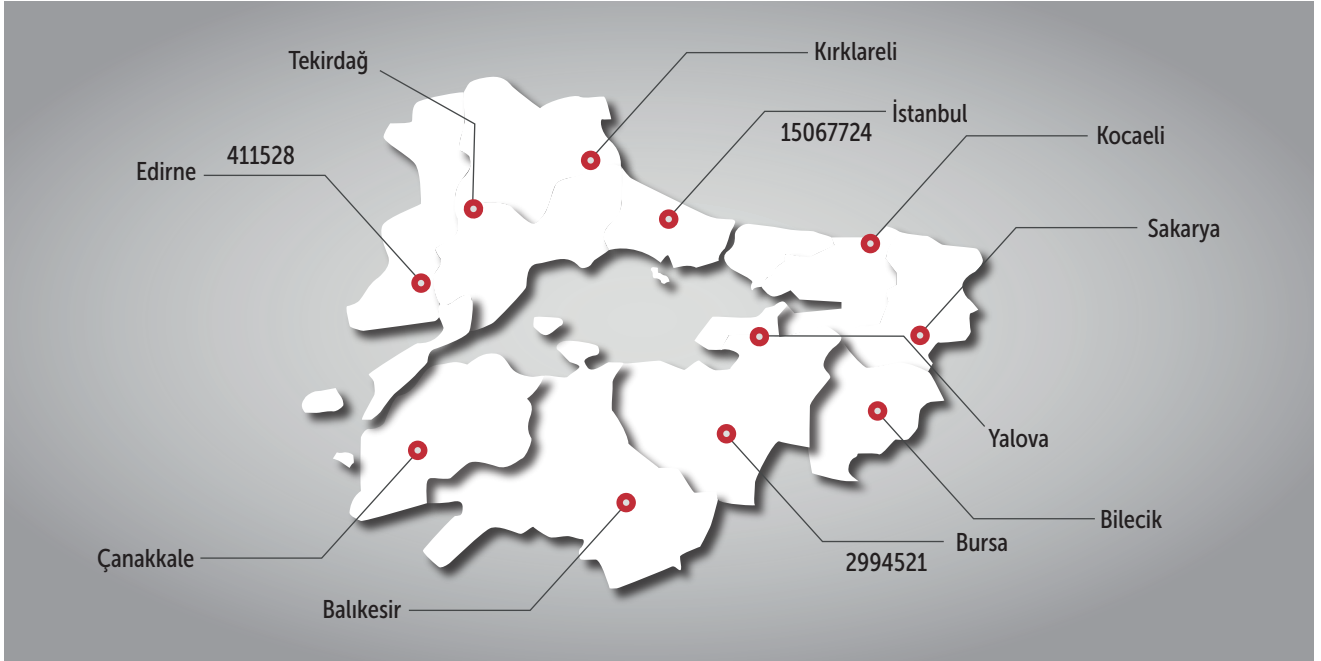 Kırklareli
Tekirdağ
İstanbul
15067724
Kocaeli
411528
Edirne
Sakarya
Yalova
Bilecik
Bursa
2994521
Çanakkale
Balıkesir